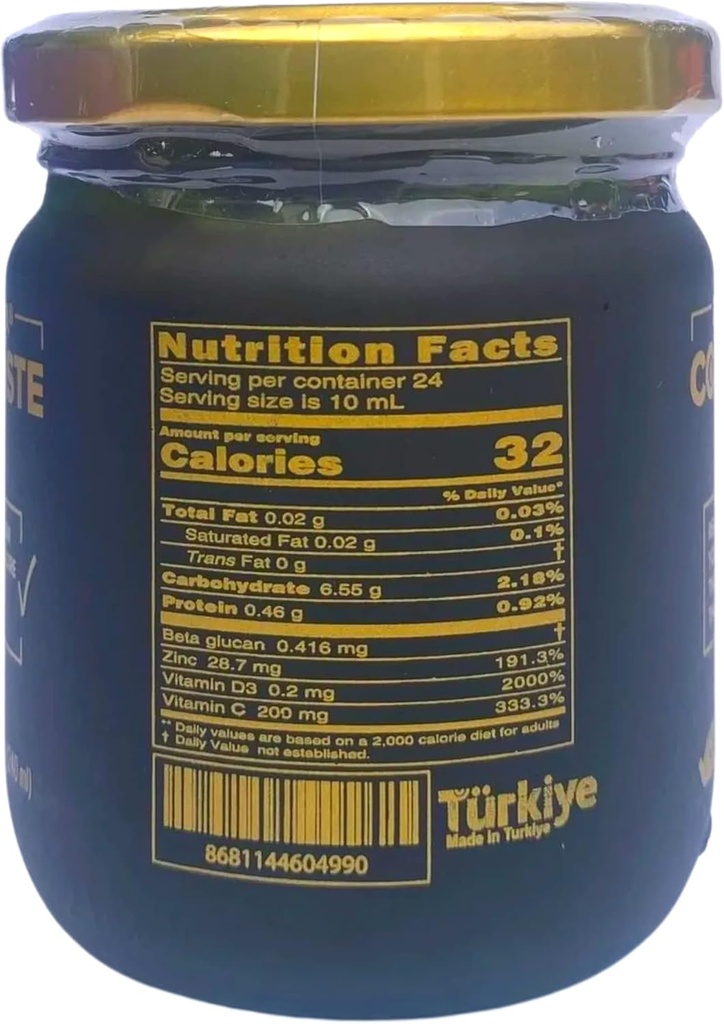 STE
CO
Nutrition Facts
Serving per container 24
Serving size is 10 mL
Amount per serving
Calories 32
% Daily Value*
Total Fat 0.02 g 0.03%
Saturated Fat 0.02 g 0.1%
Trans Fat 0 g †
Carbohydrate 6.55 g 2.18%
Protein 0.46 g 0.92%
Beta glucan 0.416 mg †
Zinc 28.7 mg 191.3%
Vitamin D3 0.2 mg 2000%
Vitamin C 200 mg 333.3%
** Daily values are based on a 2,000 calorie diet for adults
† Daily Value not established.
8681144604990
Türkiye
Made in Turkiye